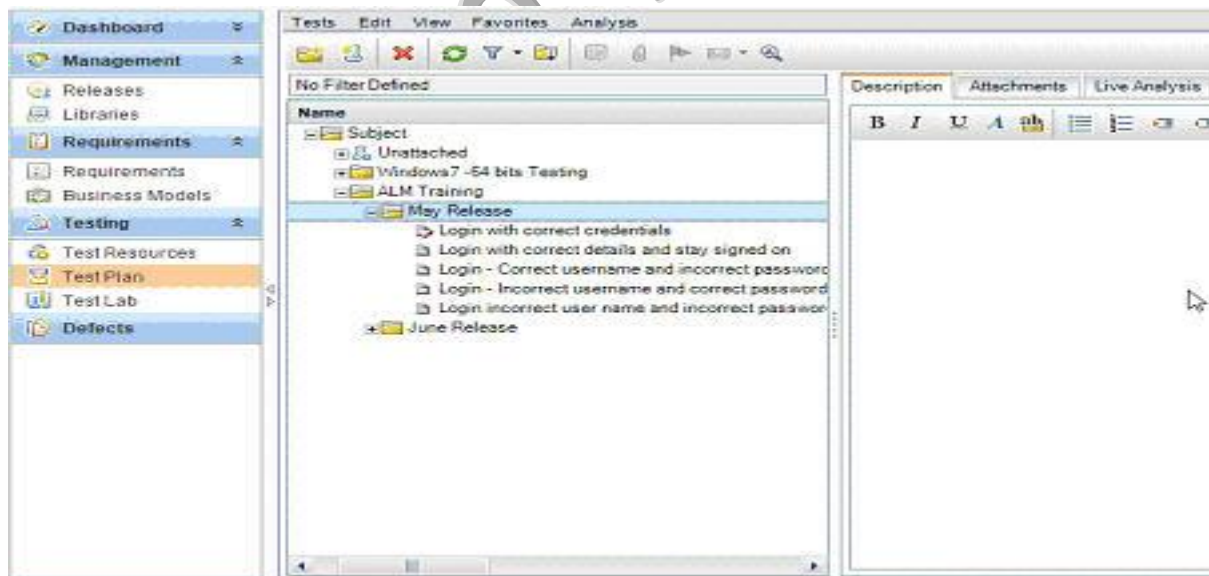 Dashboard
Management
Releases
Libraries
Requirements
Requirements
Business Models
Testing
Test Resources
Test Plan
Test Lab
Defects
Tests Edit View Favorites Analysis
No Filter Defined
Name
Subject
Unattached
Windows7 -64 bits Testing
ALM Training
May Release
Login with correct credentials
Login with correct details and stay signed on
Login - Correct username and incorrect password
Login - Incorrect username and correct password
Login incorrect user name and incorrect passwor
June Release
Description Attachments Live Analysis
B I U A ab